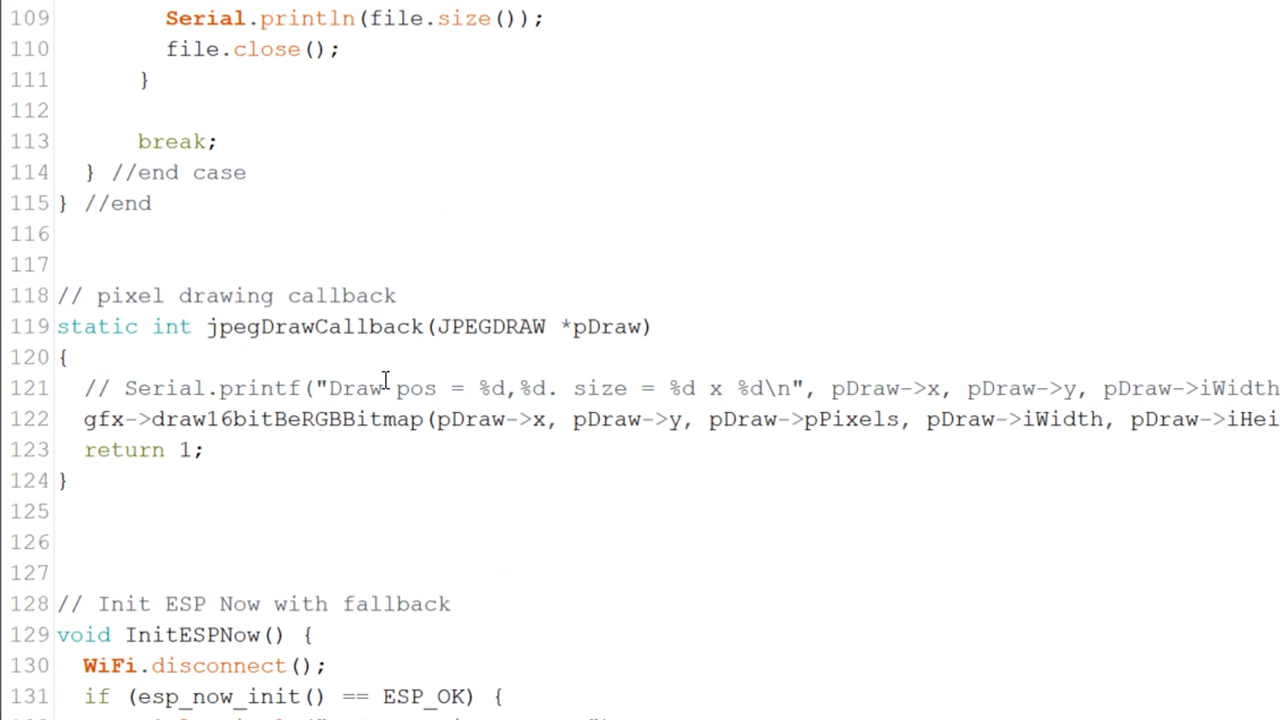 109 Serial.println(file.size());
110 file.close();
111 }
112
113 break;
114 } //end case
115 } //end
116
117
118 // pixel drawing callback
119 static int jpegDrawCallback(JPEGDRAW *pDraw)
120 {
121 // Serial.printf("Draw pos = %d,%d. size = %d x %d\n", pDraw->x, pDraw->y, pDraw->iWidth
122 gfx->draw16bitBeRGBBitmap(pDraw->x, pDraw->y, pDraw->pPixels, pDraw->iWidth, pDraw->iHei
123 return 1;
124 }
125
126
127
128 // Init ESP Now with fallback
129 void InitESPNow() {
130 WiFi.disconnect();
131 if (esp_now_init() == ESP_OK) {